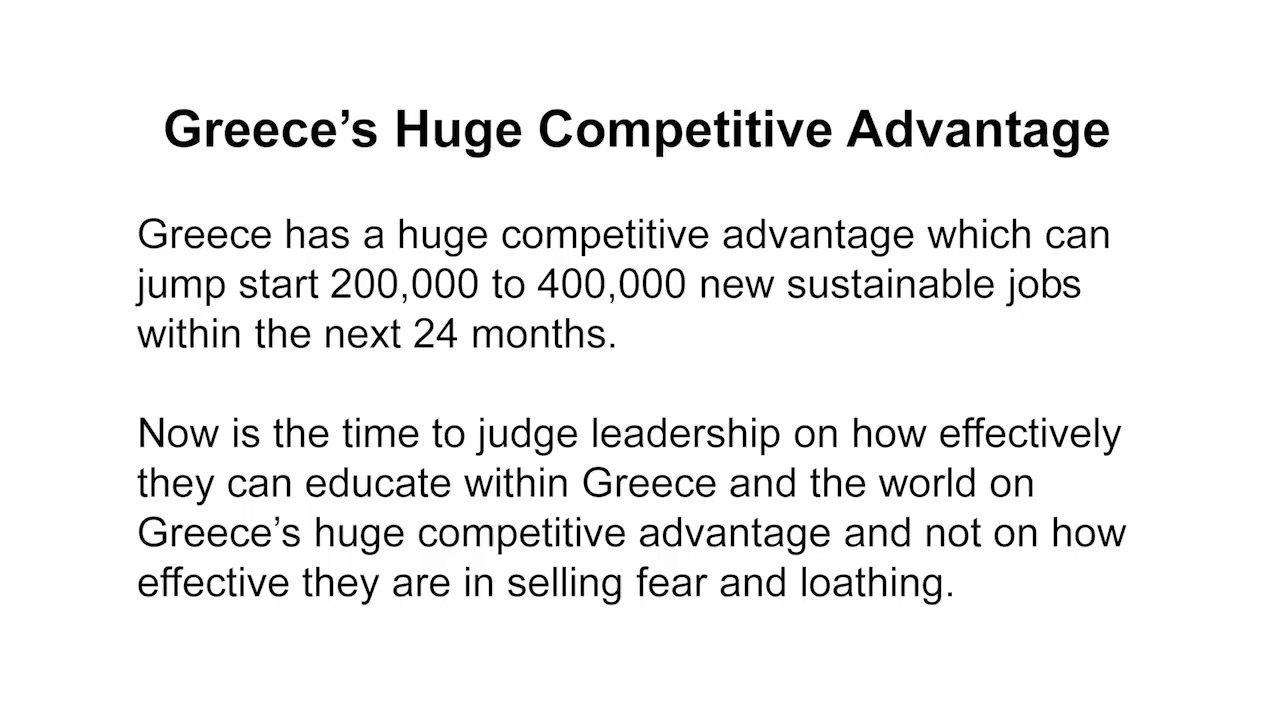 Greece’s Huge Competitive Advantage
Greece has a huge competitive advantage which can
jump start 200,000 to 400,000 new sustainable jobs
within the next 24 months.
Now is the time to judge leadership on how effectively
they can educate within Greece and the world on
Greece’s huge competitive advantage and not on how
effective they are in selling fear and loathing.